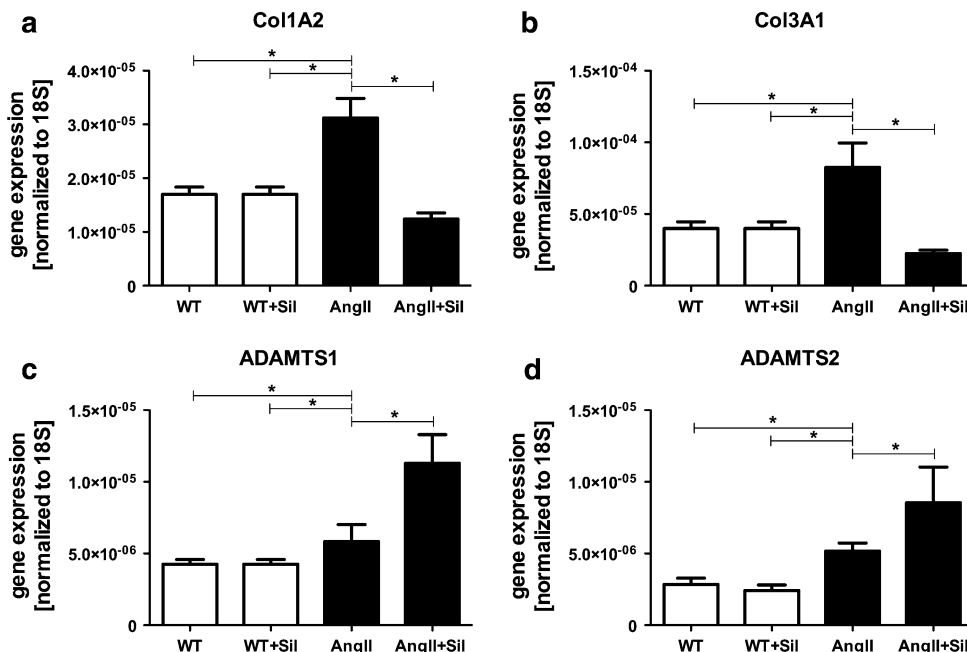 a
Col1A2
gene expression
[normalized to 18S]
4.0×10-05
3.0×10-05
2.0×10-05
1.0×10-05
0
*
*
*
WT
WT+Sil
AngII
AngII+Sil
b
Col3A1
gene expression
[normalized to 18S]
1.5×10-04
1.0×10-04
5.0×10-05
0
*
*
*
WT
WT+Sil
AngII
AngII+Sil
c
ADAMTS1
gene expression
[normalized to 18S]
1.5×10-05
1.0×10-05
5.0×10-06
0
*
*
*
WT
WT+Sil
AngII
AngII+Sil
d
ADAMTS2
gene expression
[normalized to 18S]
1.5×10-05
1.0×10-05
5.0×10-06
0
*
*
*
WT
WT+Sil
AngII
AngII+Sil